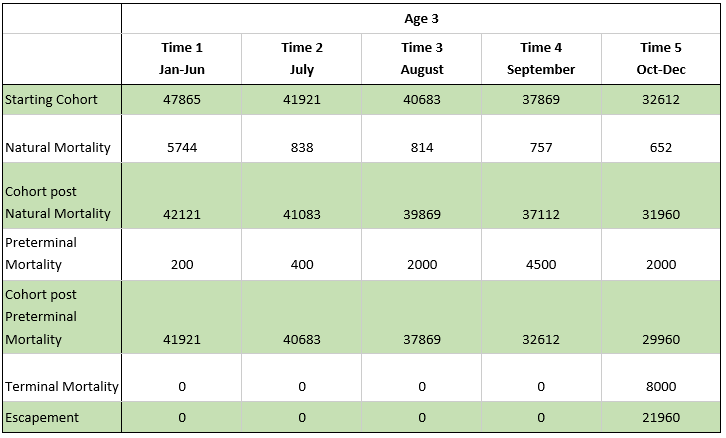 Age 3
Time 1 Time 2 Time 3 Time 4 Time 5
Jan-Jun July August September Oct-Dec
Starting Cohort 47865 41921 40683 37869 32612
Natural Mortality 5744 838 814 757 652
Cohort post
Natural Mortality 42121 41083 39869 37112 31960
Preterminal
Mortality 200 400 2000 4500 2000
Cohort post
Preterminal
Mortality 41921 40683 37869 32612 29960
Terminal Mortality 0 0 0 0 8000
Escapement 0 0 0 0 21960